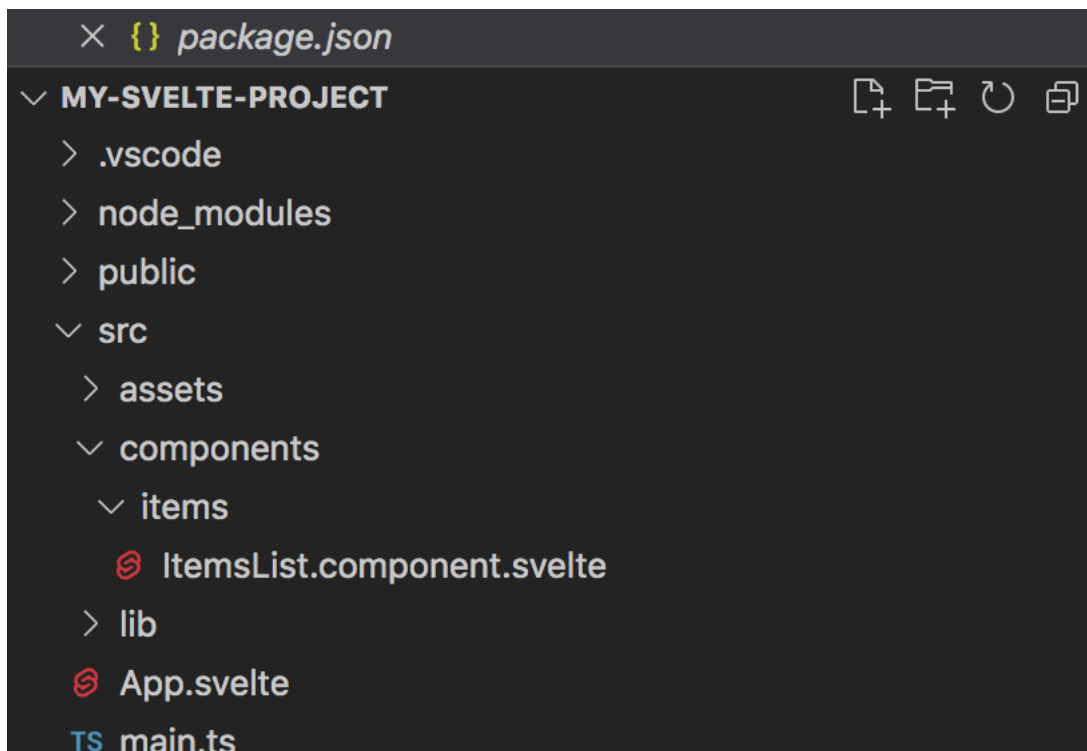 {} package.json
MY-SVELTE-PROJECT
.vscode
node_modules
public
src
assets
components
items
ItemsList.component.svelte
lib
App.svelte
TS main.ts